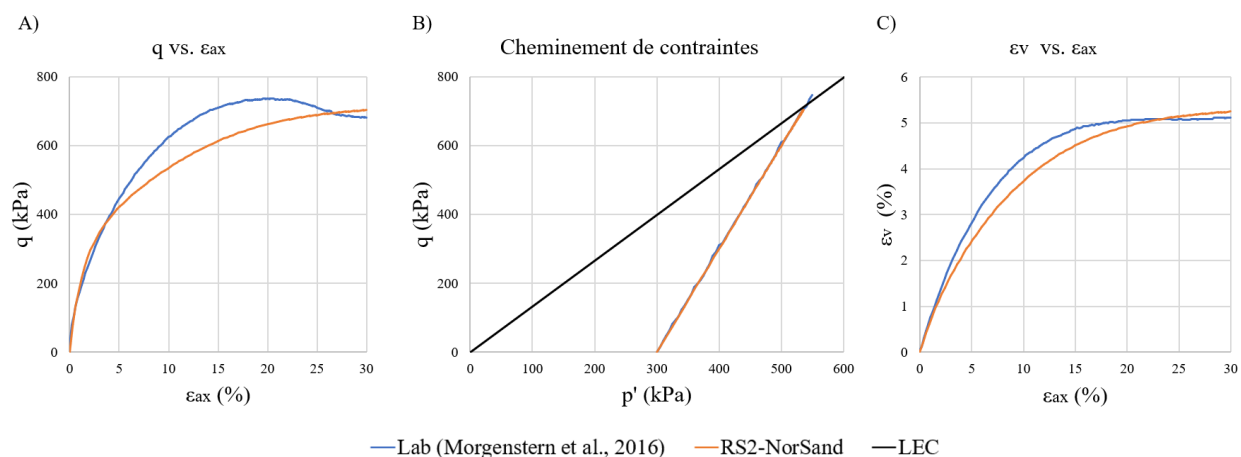 A)
q vs. εax
800
600
400
200
0
q (kPa)
0 5 10 15 20 25 30
εax (%)
B)
Cheminement de contraintes
800
600
400
200
0
q (kPa)
0 100 200 300 400 500 600
p' (kPa)
C)
εv vs. εax
6
5
4
3
2
1
0
εv (%)
0 5 10 15 20 25 30
εax (%)
Lab (Morgenstern et al., 2016) RS2-NorSand LEC